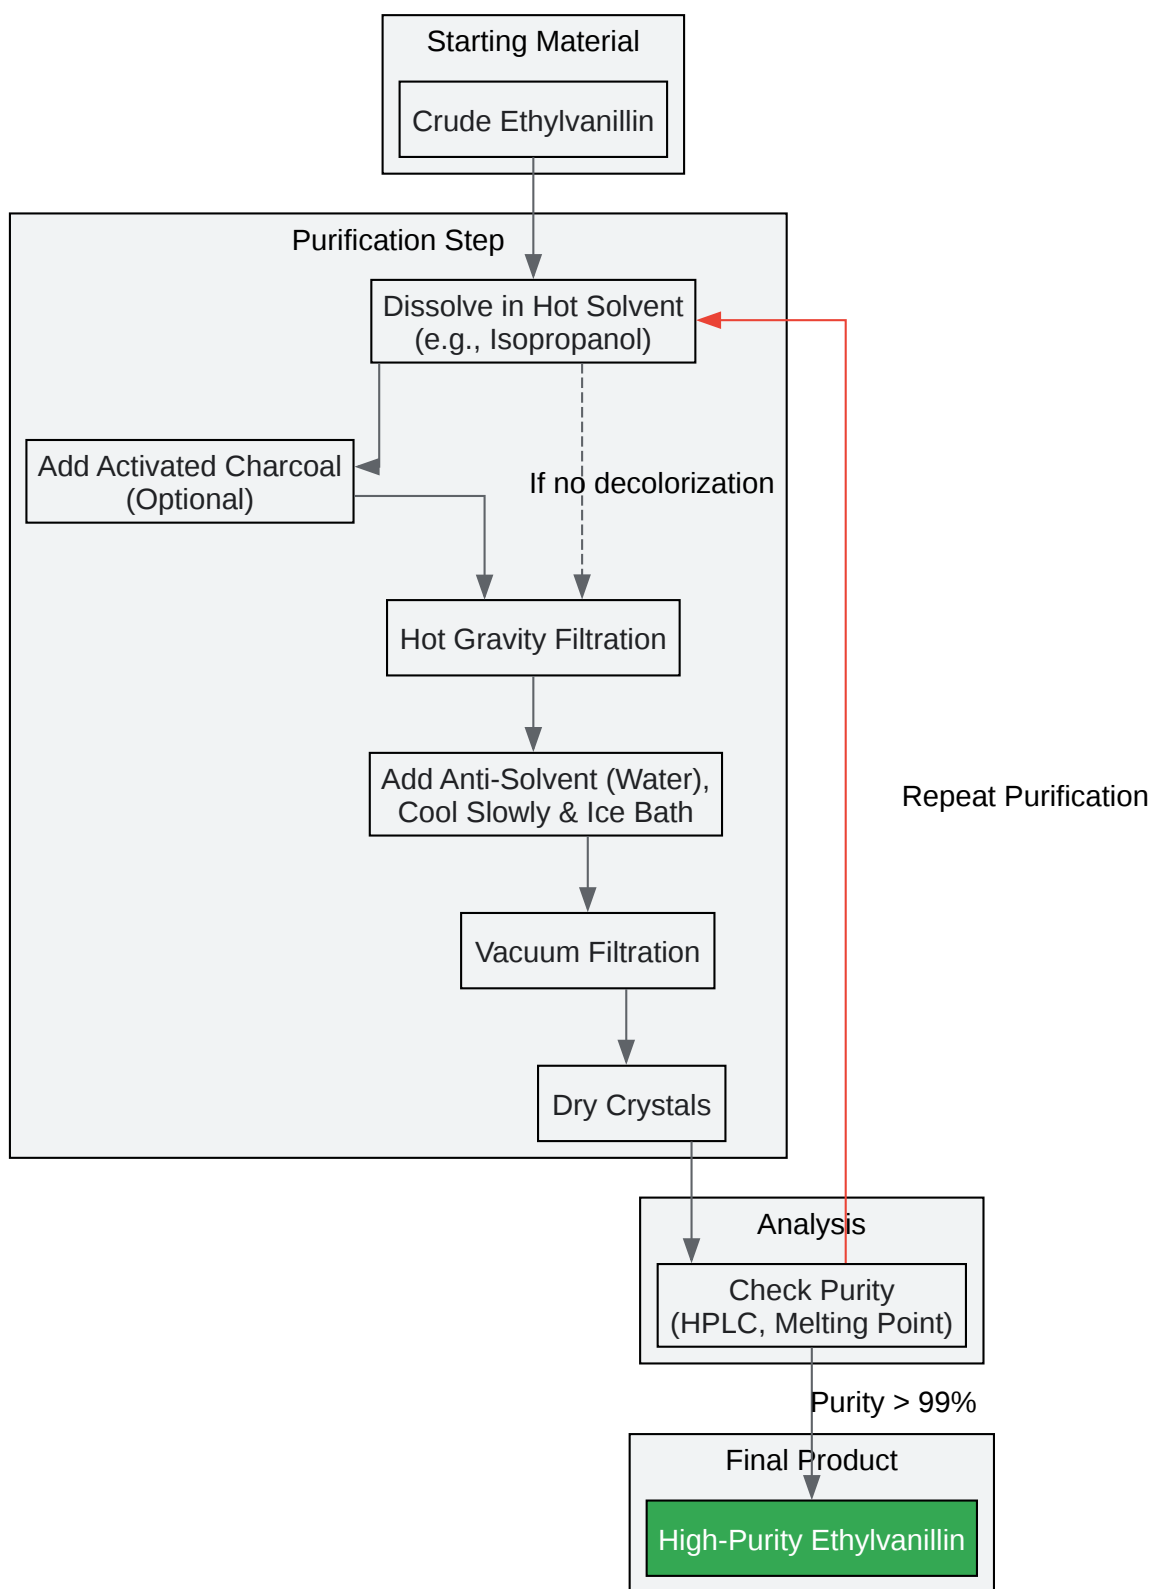 Starting Material
Crude Ethylvanillin
Purification Step
Dissolve in Hot Solvent
(e.g., Isopropanol)
Add Activated Charcoal
(Optional)
If no decolorization
Hot Gravity Filtration
Add Anti-Solvent (Water),
Cool Slowly & Ice Bath
Repeat Purification
Vacuum Filtration
Dry Crystals
Analysis
Check Purity
(HPLC, Melting Point)
Purity > 99%
Final Product
High-Purity Ethylvanillin